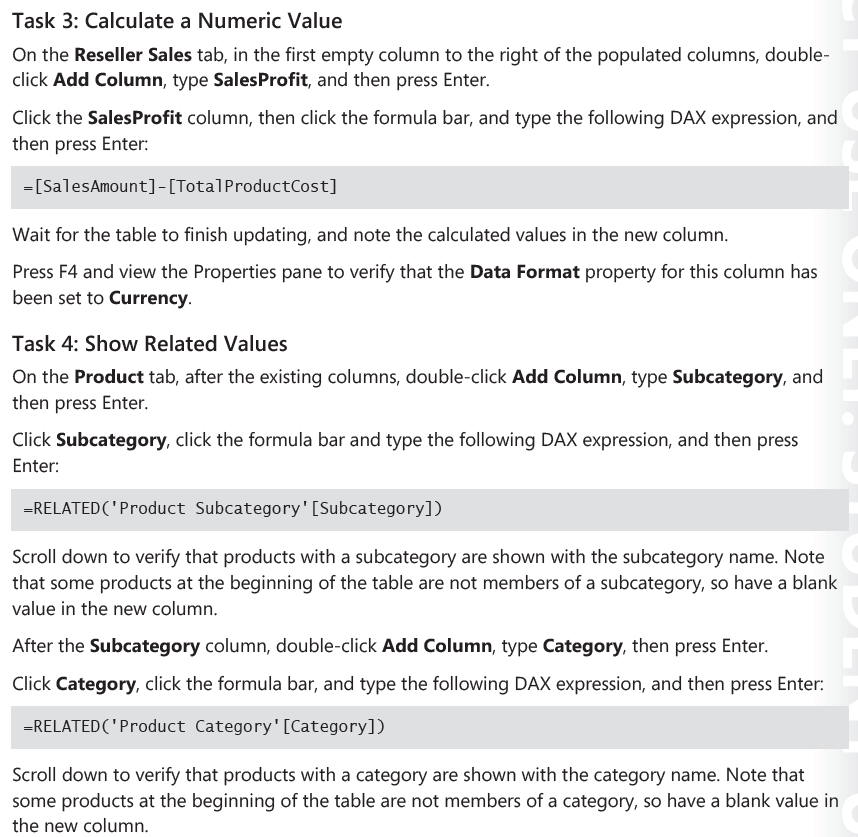 Task 3: Calculate a Numeric Value
On the Reseller Sales tab, in the first empty column to the right of the populated columns, double-
click Add Column, type SalesProfit, and then press Enter.
Click the SalesProfit column, then click the formula bar, and type the following DAX expression, and
then press Enter:
=[SalesAmount]-[TotalProductCost]
Wait for the table to finish updating, and note the calculated values in the new column.
Press F4 and view the Properties pane to verify that the Data Format property for this column has
been set to Currency.
Task 4: Show Related Values
On the Product tab, after the existing columns, double-click Add Column, type Subcategory, and
then press Enter.
Click Subcategory, click the formula bar and type the following DAX expression, and then press
Enter:
=RELATED('Product Subcategory'[Subcategory])
Scroll down to verify that products with a subcategory are shown with the subcategory name. Note
that some products at the beginning of the table are not members of a subcategory, so have a blank
value in the new column.
After the Subcategory column, double-click Add Column, type Category, then press Enter.
Click Category, click the formula bar, and type the following DAX expression, and then press Enter:
=RELATED('Product Category'[Category])
Scroll down to verify that products with a category are shown with the category name. Note that
some products at the beginning of the table are not members of a category, so have a blank value in
the new column.